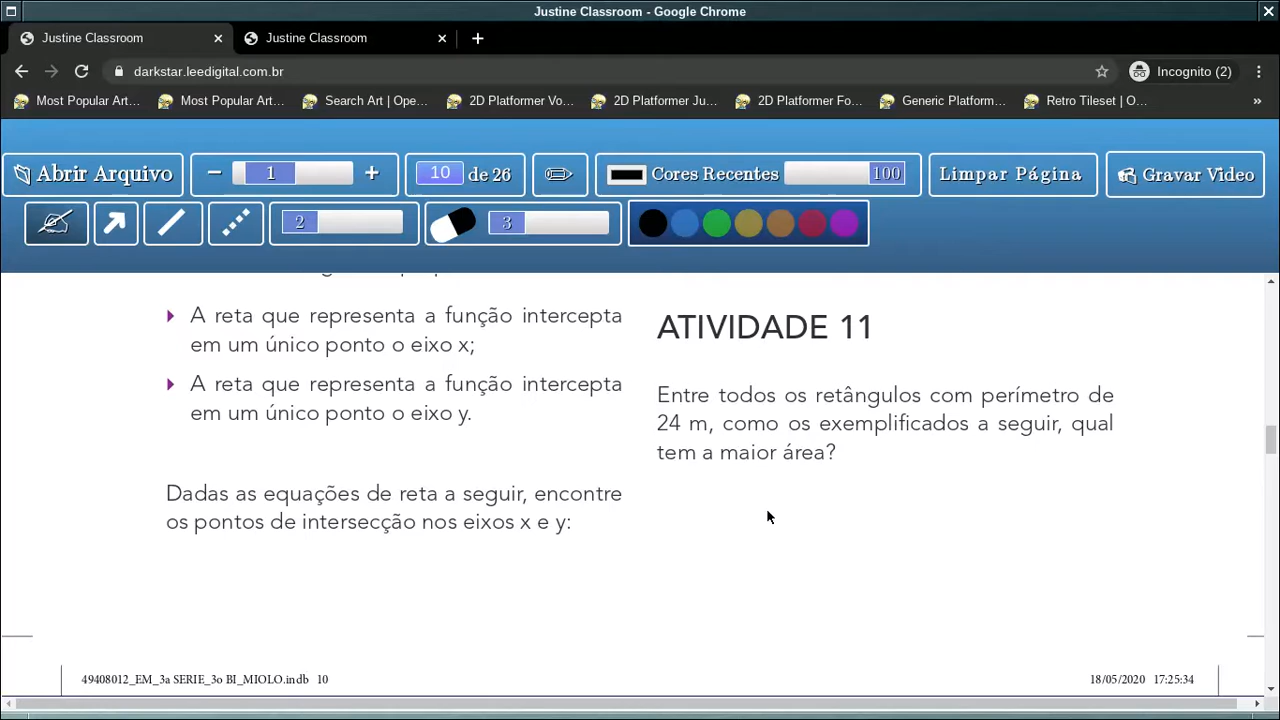 Justine Classroom - Google Chrome
Justine Classroom
Justine Classroom
darkstar.leedigital.com.br
Incognito (2)
Most Popular Art...
Most Popular Art...
Search Art | Ope...
2D Platformer Vo...
2D Platformer Ju...
2D Platformer Fo...
Generic Platform...
Retro Tileset | O...
Abrir Arquivo
− 1 +
10 de 26
Cores Recentes 100
Limpar Página
Gravar Video
2
3
A reta que representa a função intercepta
em um único ponto o eixo x;
A reta que representa a função intercepta
em um único ponto o eixo y.
Dadas as equações de reta a seguir, encontre
os pontos de intersecção nos eixos x e y:
ATIVIDADE 11
Entre todos os retângulos com perímetro de
24 m, como os exemplificados a seguir, qual
tem a maior área?
49408012_EM_3a SERIE_3o BI_MIOLO.indb 10
18/05/2020 17:25:34